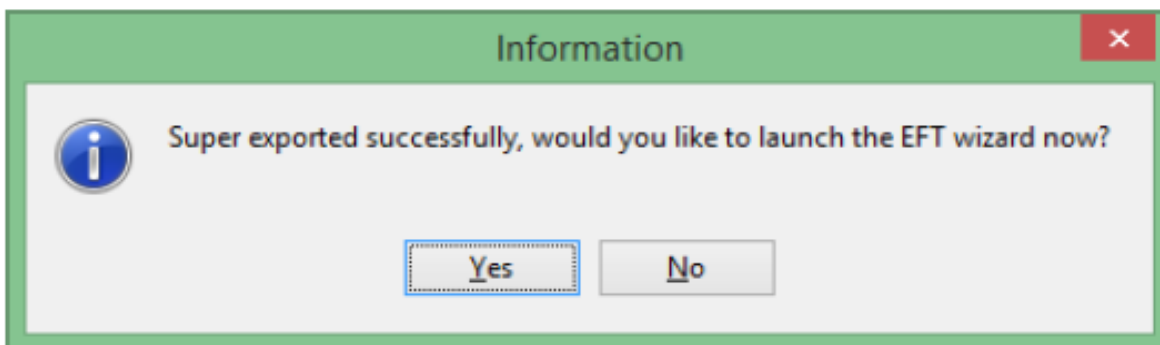 Information
Super exported successfully, would you like to launch the EFT wizard now?
Yes
No